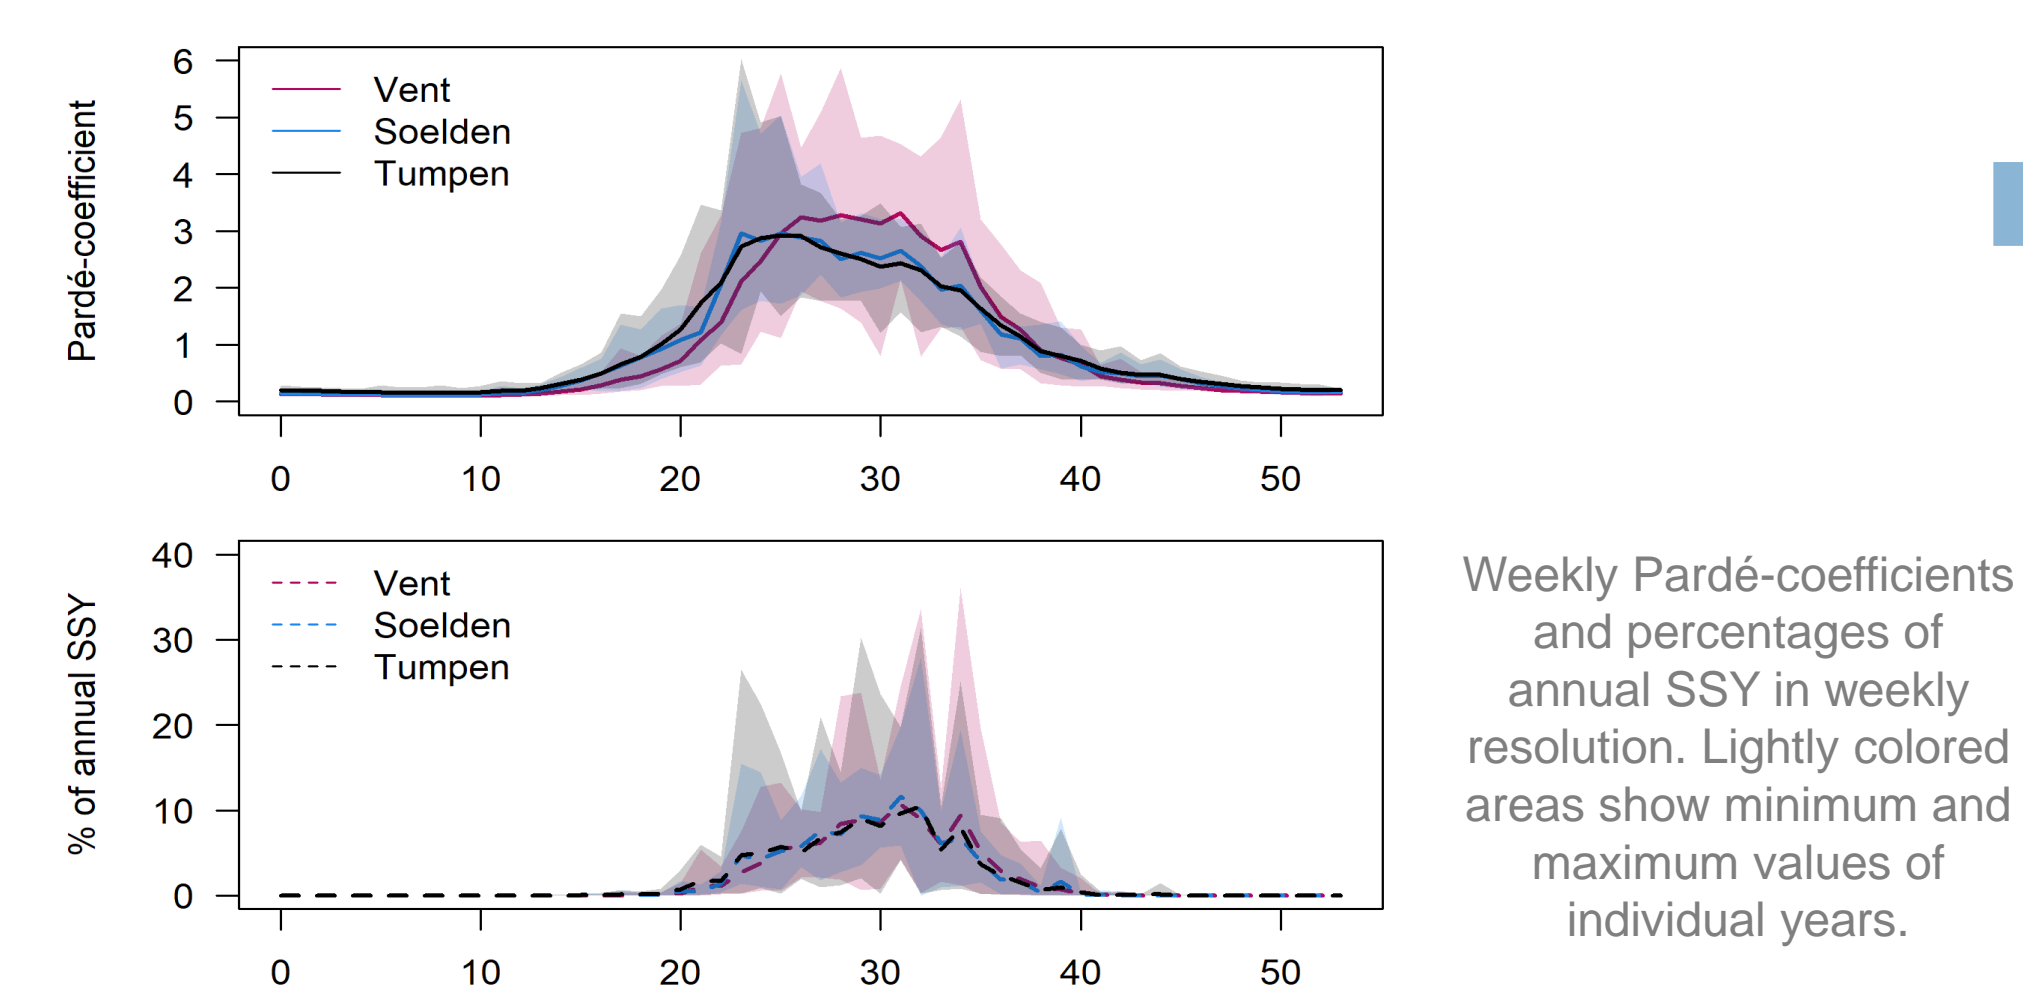 Pardé-coefficient
6
5
4
3
2
1
0
Vent
Soelden
Tumpen
0 10 20 30 40 50
% of annual SSY
40
30
20
10
0
Vent
Soelden
Tumpen
0 10 20 30 40 50
Weekly Pardé-coefficients
and percentages of
annual SSY in weekly
resolution. Lightly colored
areas show minimum and
maximum values of
individual years.